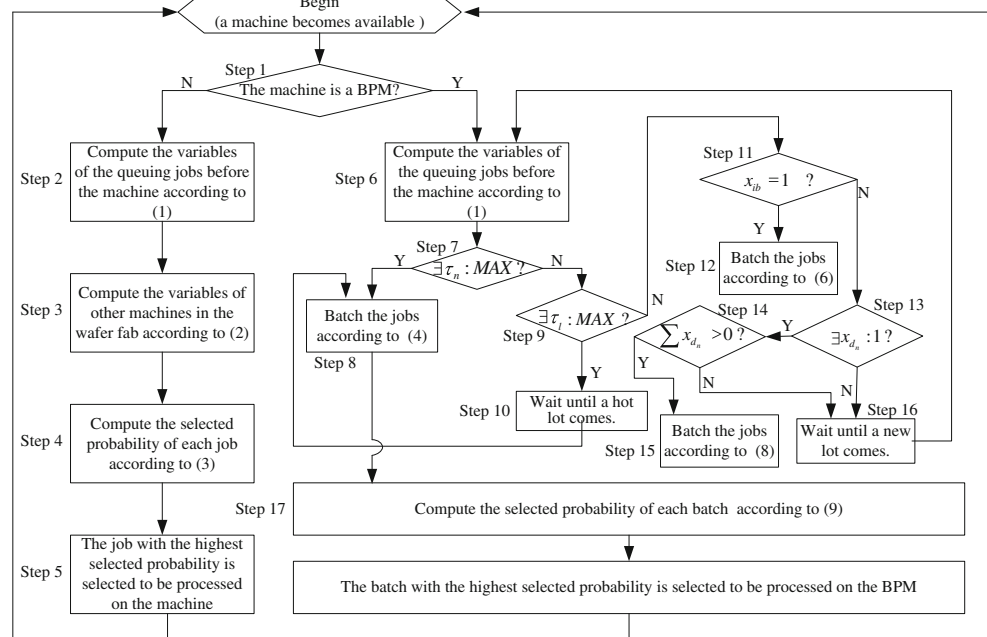 Begin
(a machine becomes available )
Step 1
N
The machine is a BPM?
Y
Step 2
Compute the variables
of the queuing jobs before
the machine according to
(1)
Step 3
Compute the variables of
other machines in the
wafer fab according to (2)
Step 4
Compute the selected
probability of each job
according to (3)
Step 5
The job with the highest
selected probability is
selected to be processed
on the machine
Step 6
Compute the variables of
the queuing jobs before
the machine according to
(1)
Step 7
Y
∃τ_n : MAX ?
N
Batch the jobs
according to (4)
Step 8
∃τ_l : MAX ?
N
Step 9
Y
Step 10
Wait until a hot
lot comes.
Step 11
x_ib = 1 ?
N
Y
Step 12
Batch the jobs
according to (6)
Step 13
∃x_{d_n} : 1 ?
Y
N
Step 14
∑ x_{d_n} >0 ?
Y
N
Step 15
Batch the jobs
according to (8)
Step 16
Wait until a new
lot comes.
Step 17
Compute the selected probability of each batch according to (9)
The batch with the highest selected probability is selected to be processed on the BPM